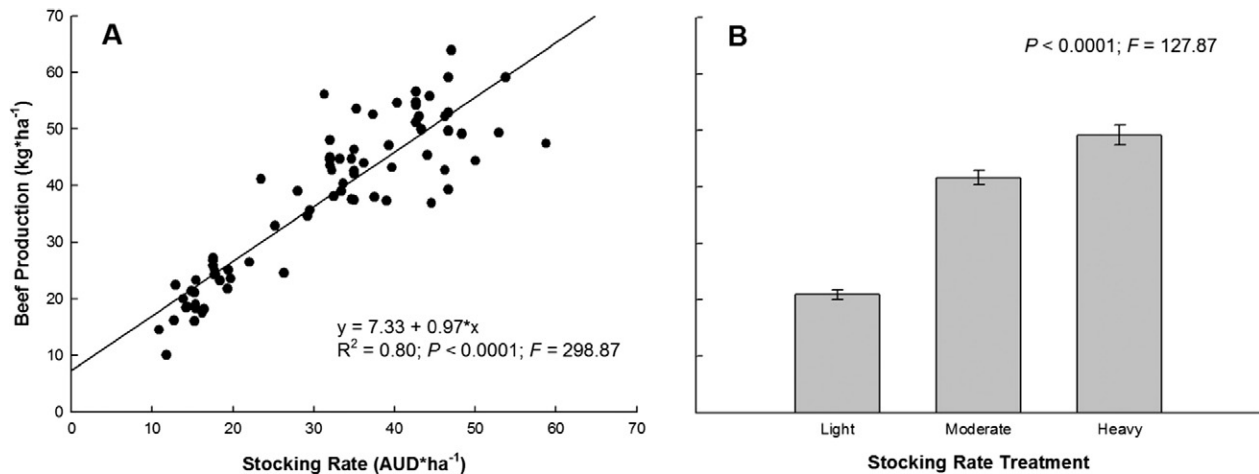 A
70
60
50
40
30
20
10
0
Beef Production (kg*ha⁻¹)
y = 7.33 + 0.97*x
R² = 0.80; P < 0.0001; F = 298.87
0 10 20 30 40 50 60 70
Stocking Rate (AUD*ha⁻¹)
B
P < 0.0001; F = 127.87
Light Moderate Heavy
Stocking Rate Treatment